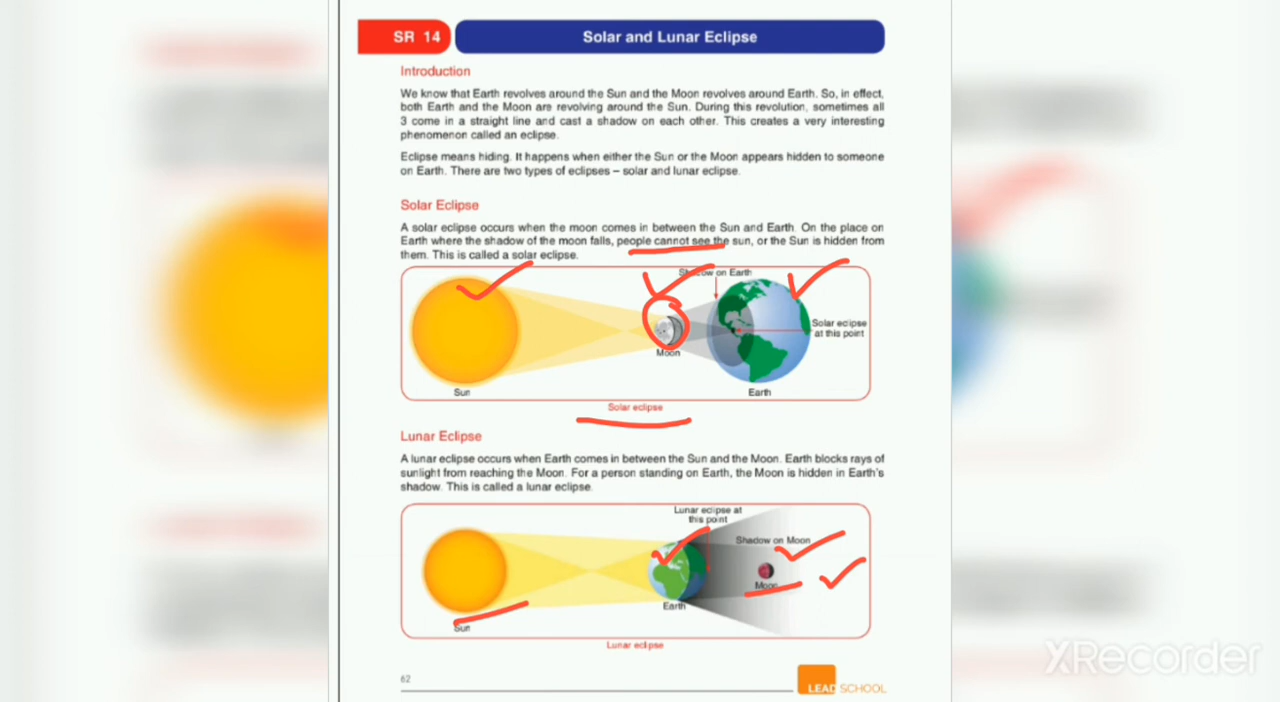 SR 14
Solar and Lunar Eclipse
Introduction
We know that Earth revolves around the Sun and the Moon revolves around Earth. So, in effect,
both Earth and the Moon are revolving around the Sun. During this revolution, sometimes all
3 come in a straight line and cast a shadow on each other. This creates a very interesting
phenomenon called an eclipse.
Eclipse means hiding. It happens when either the Sun or the Moon appears hidden to someone
on Earth. There are two types of eclipses – solar and lunar eclipse.
Solar Eclipse
A solar eclipse occurs when the moon comes in between the Sun and Earth. On the place on
Earth where the shadow of the moon falls, people cannot see the sun, or the Sun is hidden from
them. This is called a solar eclipse.
Shadow on Earth
Solar eclipse
at this point
Moon
Sun
Earth
Solar eclipse
Lunar Eclipse
A lunar eclipse occurs when Earth comes in between the Sun and the Moon. Earth blocks rays of
sunlight from reaching the Moon. For a person standing on Earth, the Moon is hidden in Earth's
shadow. This is called a lunar eclipse.
Lunar eclipse at
this point
Shadow on Moon
Moon
Earth
Sun
Lunar eclipse
62
LEAD SCHOOL
XRecorder